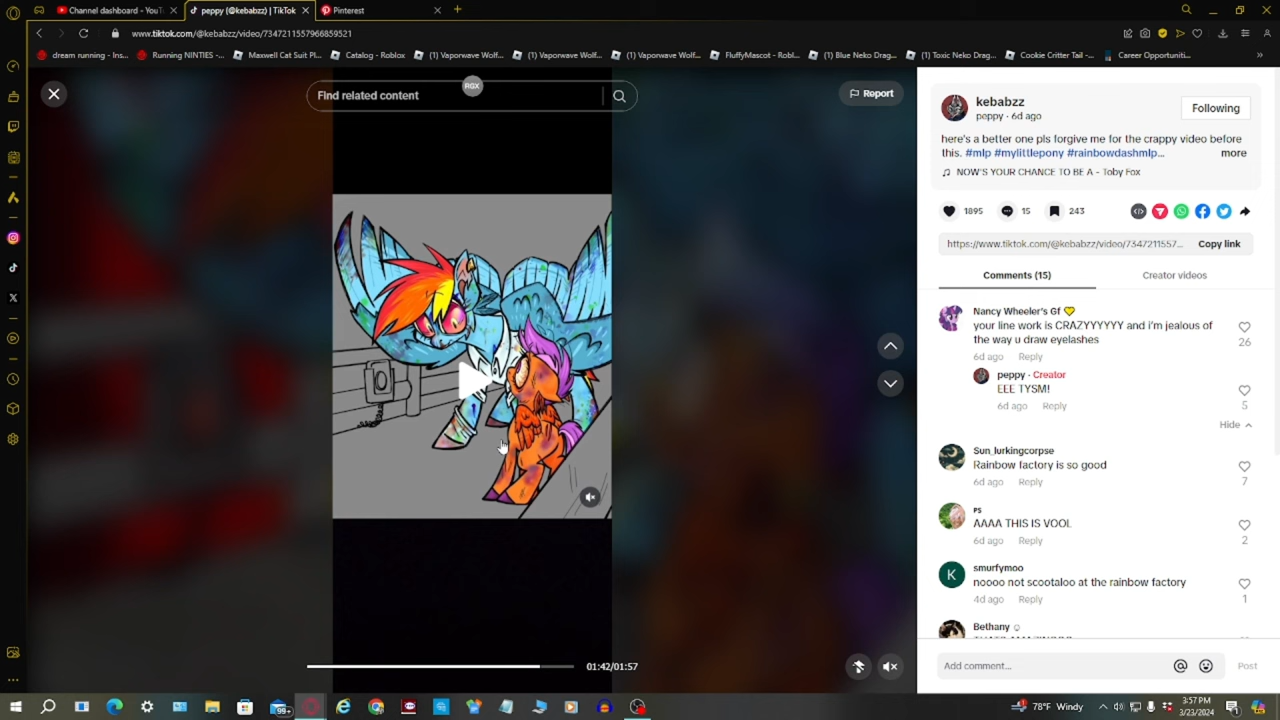 Channel dashboard - YouT
peppy (@kebabzz) | TikTok
Pinterest
www.tiktok.com/@kebabzz/video/7347211557966859521
dream running - Ins...
Running NINTIES -...
Maxwell Cat Suit Pl...
Catalog - Roblox
(1) Vaporwave Wolf...
(1) Vaporwave Wolf...
(1) Vaporwave Wolf...
FluffyMascot - Robl...
(1) Blue Neko Drag...
(1) Toxic Neko Drag...
Cookie Critter Tail -...
Career Opportuniti...
Find related content
RGX
Report
kebabzz
peppy · 6d ago
Following
here's a better one pls forgive me for the crappy video before
this. #mlp #mylittlepony #rainbowdashmlp...
more
NOW'S YOUR CHANCE TO BE A - Toby Fox
1895
15
243
https://www.tiktok.com/@kebabzz/video/7347211557...
Copy link
Comments (15)
Creator videos
Nancy Wheeler's Gf
your line work is CRAZYYYYYY and i'm jealous of
the way u draw eyelashes
26
6d ago Reply
peppy · Creator
EEE TYSM!
5
6d ago Reply
Hide
Sun_lurkingcorpse
Rainbow factory is so good
7
6d ago Reply
PS
AAAA THIS IS VOOL
2
6d ago Reply
K
smurfymoo
noooo not scootaloo at the rainbow factory
1
4d ago Reply
Bethany
01:42/01:57
Add comment...
Post
99+
78°F Windy
3:57 PM
3/23/2024